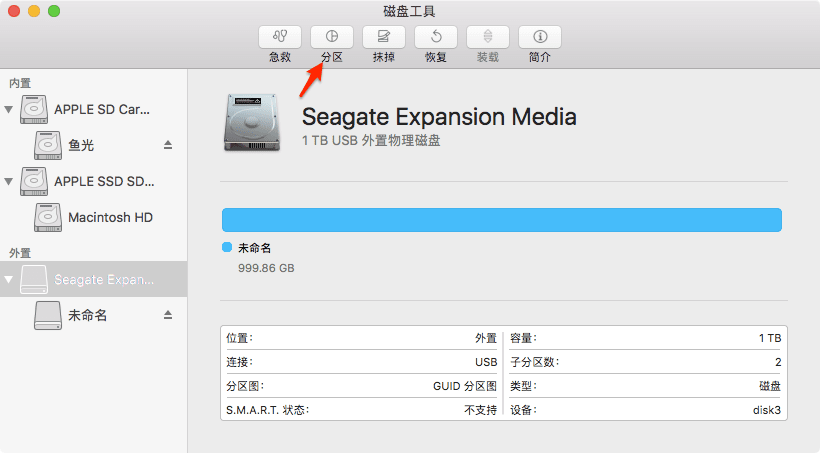 磁盘工具
急救 分区 抹掉 恢复 装载 简介
内置
APPLE SD Car...
鱼光
APPLE SSD SD...
Macintosh HD
外置
Seagate Expan...
未命名
Seagate Expansion Media
1 TB USB 外置物理磁盘
未命名
999.86 GB
位置： 外置 容量： 1 TB
连接： USB 子分区数： 2
分区图： GUID 分区图 类型： 磁盘
S.M.A.R.T. 状态： 不支持 设备： disk3